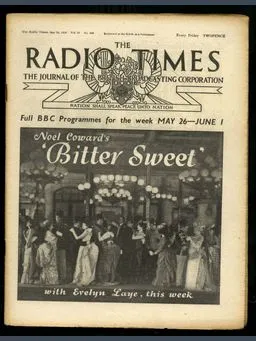 Every Friday TWOPENCE
THE
RADIO TIMES
THE JOURNAL OF THE BROADCASTING CORPORATION
NATION SHALL SPEAK PEACE UNTO NATION
Full BBC Programmes for the week MAY 26—JUNE 1
Noel Coward's
'Bitter Sweet'
with Evelyn Laye, this week